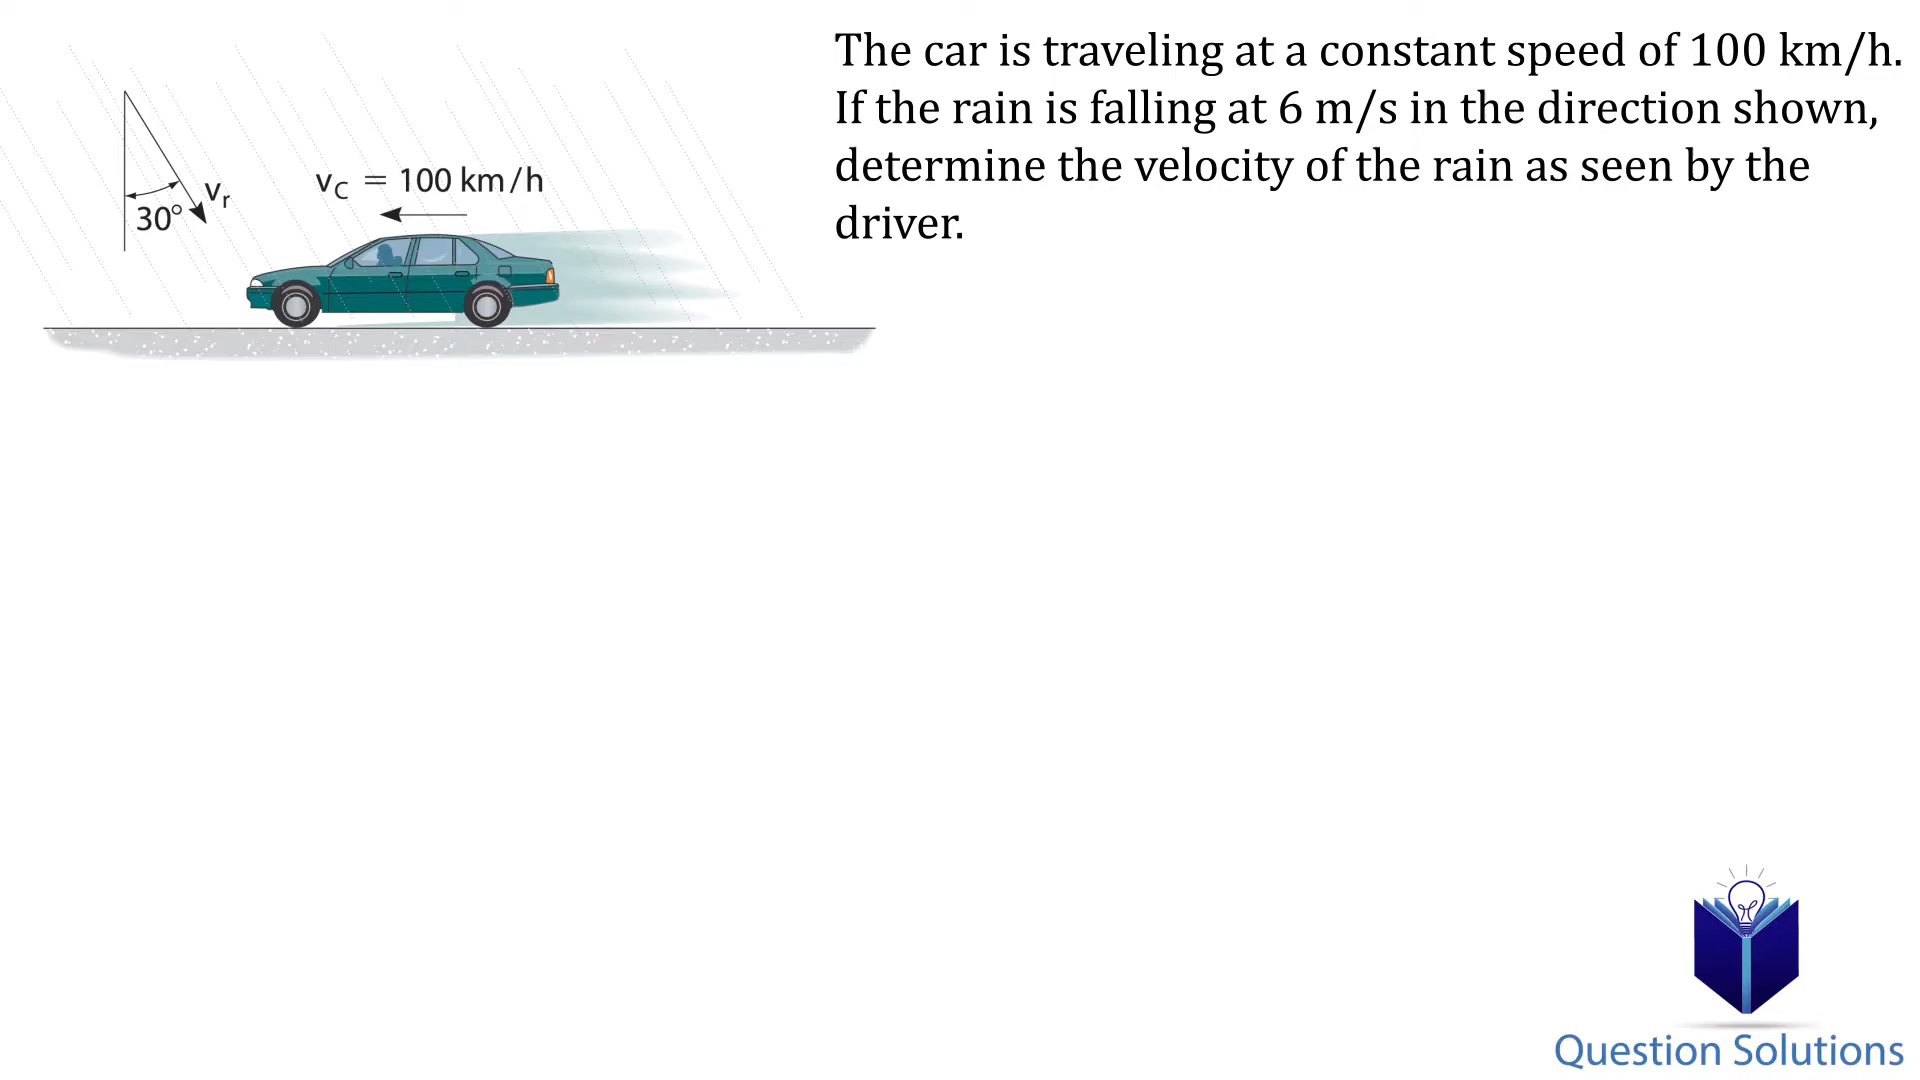 The car is traveling at a constant speed of 100 km/h.
If the rain is falling at 6 m/s in the direction shown,
determine the velocity of the rain as seen by the
driver.
v_C = 100 km/h
v_r
30°
Question Solutions